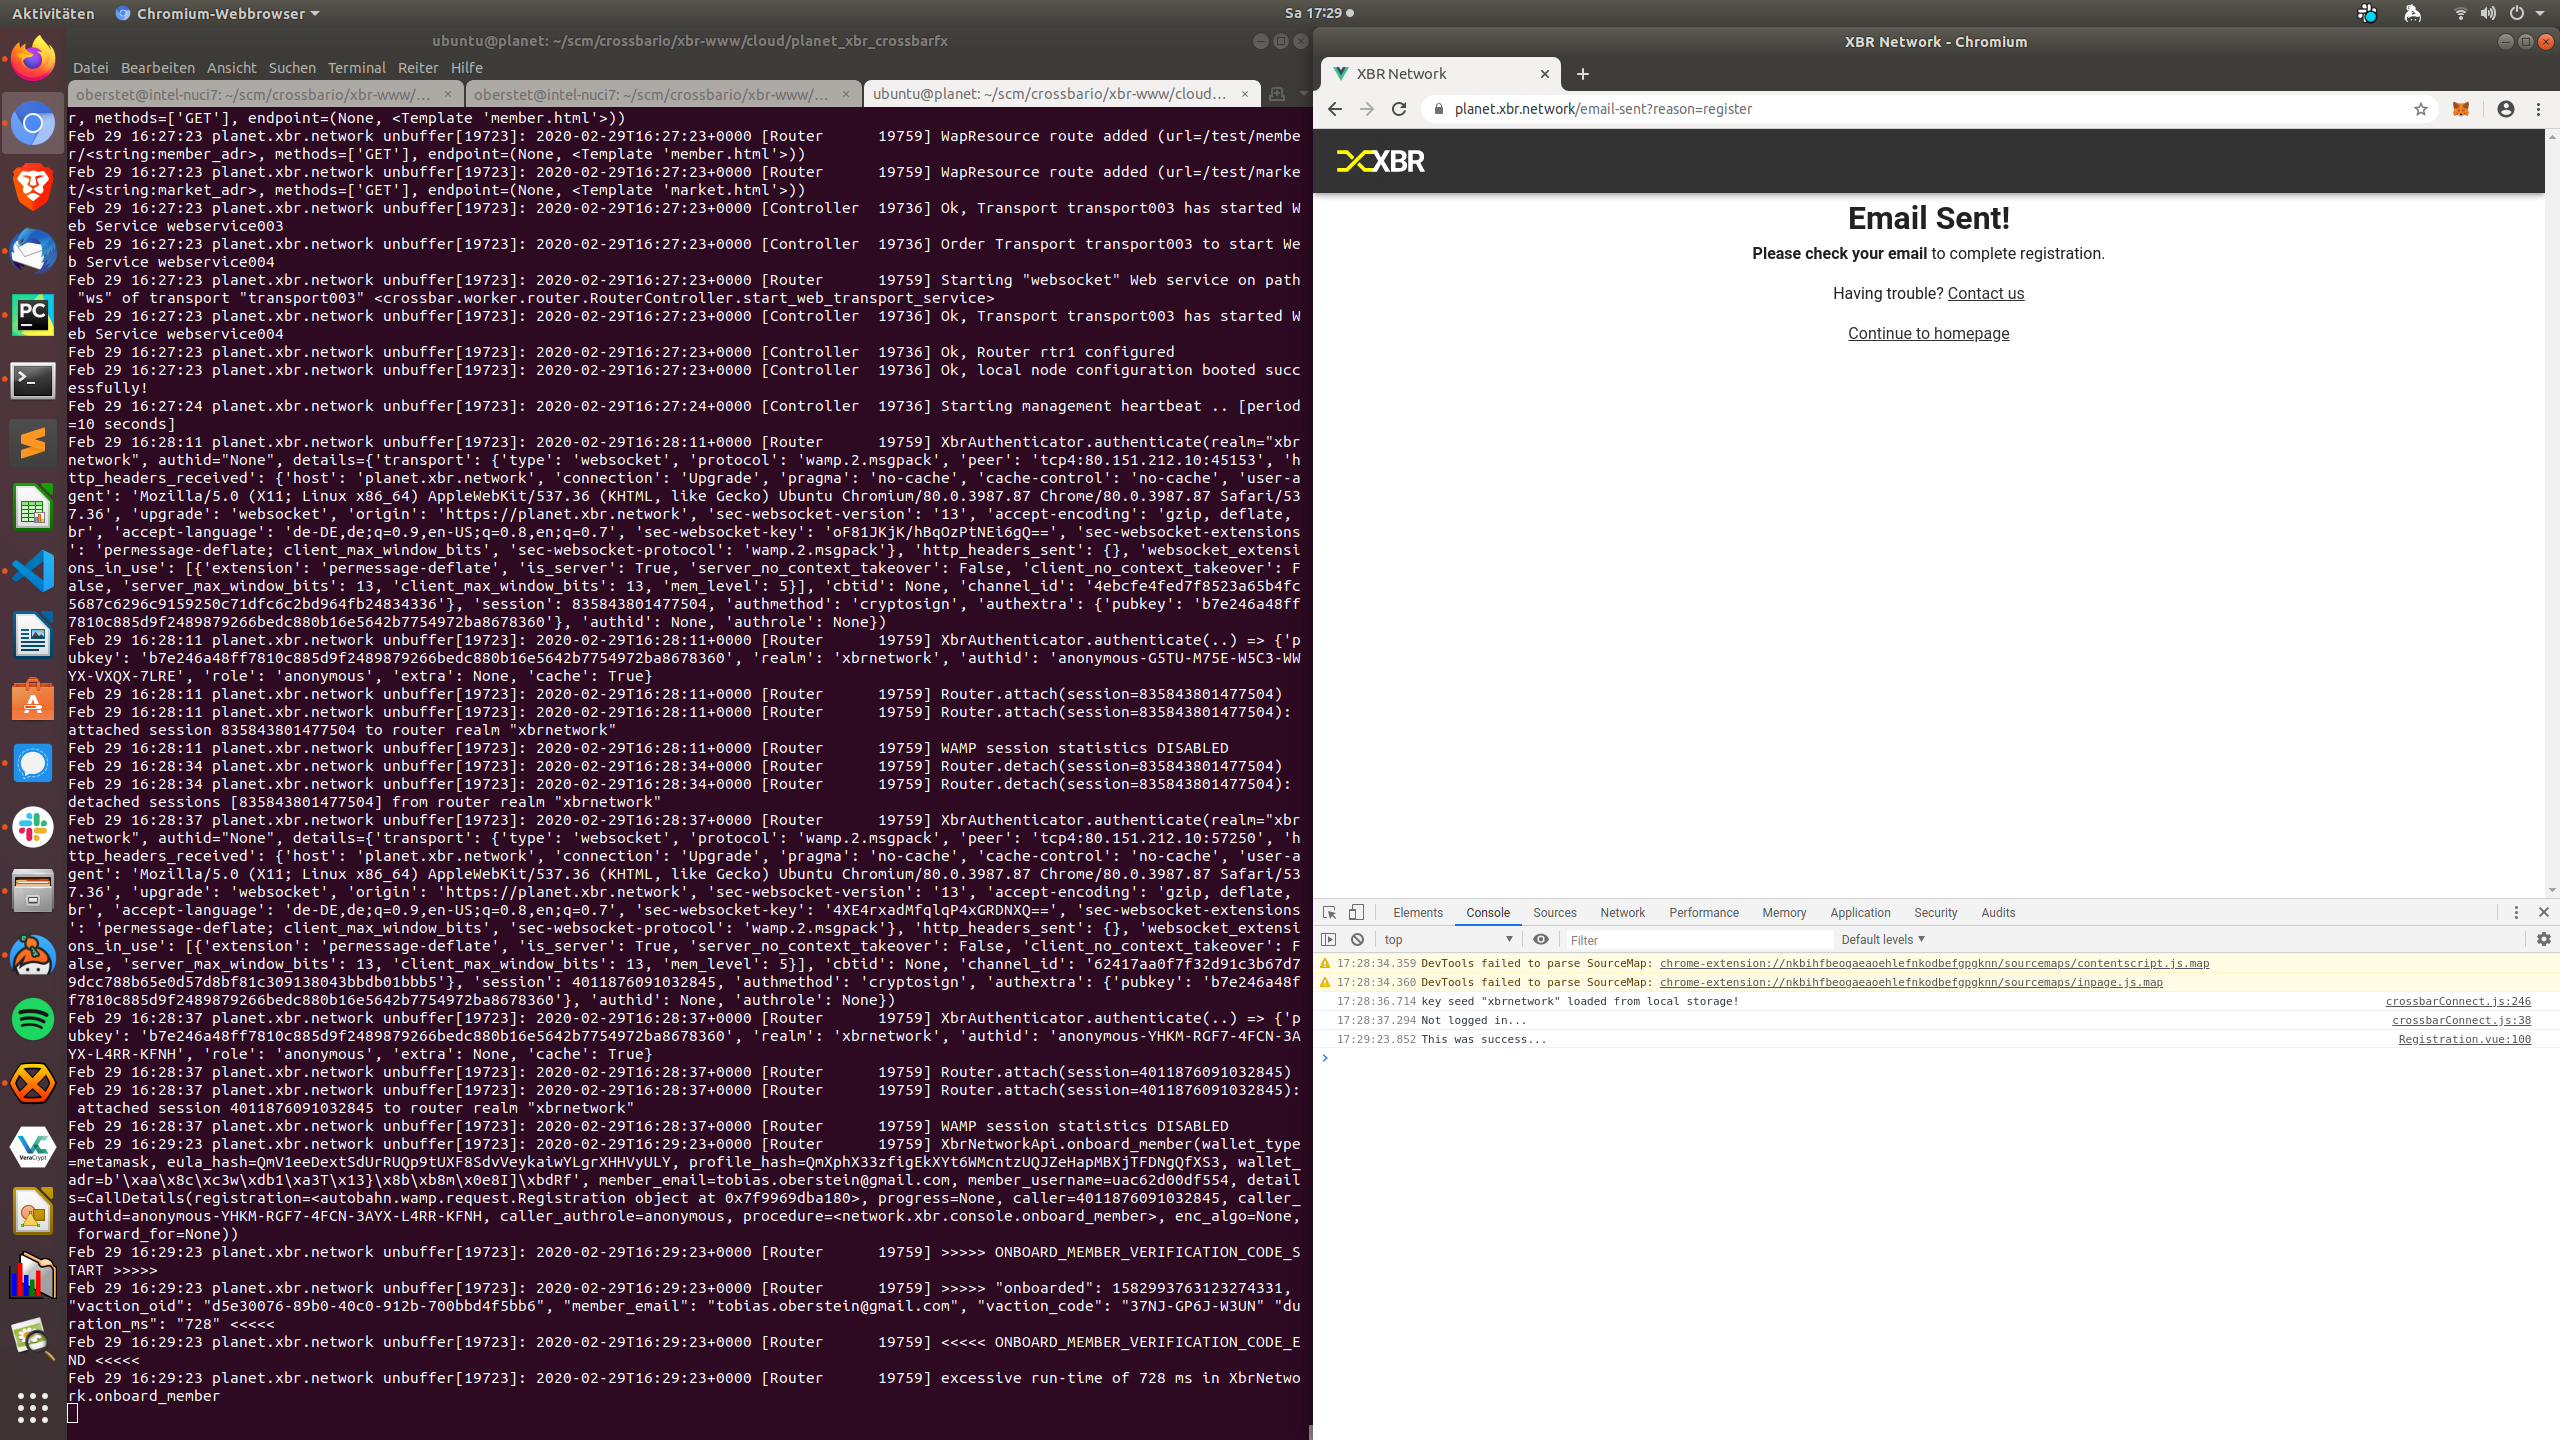 Aktivitäten
Chromium-Webbrowser
Sa 17:29
ubuntu@planet: ~/scm/crossbario/xbr-www/cloud/planet_xbr_crossbarfx
Datei Bearbeiten Ansicht Suchen Terminal Reiter Hilfe
oberstet@intel-nuci7: ~/scm/crossbario/xbr-www/...
oberstet@intel-nuci7: ~/scm/crossbario/xbr-www/...
ubuntu@planet: ~/scm/crossbario/xbr-www/cloud...
r, methods=['GET'], endpoint=(None, <Template 'member.html'>))
Feb 29 16:27:23 planet.xbr.network unbuffer[19723]: 2020-02-29T16:27:23+0000 [Router      19759] WapResource route added (url=/test/membe
r/<string:member_adr>, methods=['GET'], endpoint=(None, <Template 'member.html'>))
Feb 29 16:27:23 planet.xbr.network unbuffer[19723]: 2020-02-29T16:27:23+0000 [Router      19759] WapResource route added (url=/test/marke
t/<string:market_adr>, methods=['GET'], endpoint=(None, <Template 'market.html'>))
Feb 29 16:27:23 planet.xbr.network unbuffer[19723]: 2020-02-29T16:27:23+0000 [Controller  19736] Ok, Transport transport003 has started W
eb Service webservice003
Feb 29 16:27:23 planet.xbr.network unbuffer[19723]: 2020-02-29T16:27:23+0000 [Controller  19736] Order Transport transport003 to start We
b Service webservice004
Feb 29 16:27:23 planet.xbr.network unbuffer[19723]: 2020-02-29T16:27:23+0000 [Router      19759] Starting "websocket" Web service on path
 "ws" of transport "transport003" <crossbar.worker.router.RouterController.start_web_transport_service>
Feb 29 16:27:23 planet.xbr.network unbuffer[19723]: 2020-02-29T16:27:23+0000 [Controller  19736] Ok, Transport transport003 has started W
eb Service webservice004
Feb 29 16:27:23 planet.xbr.network unbuffer[19723]: 2020-02-29T16:27:23+0000 [Controller  19736] Ok, Router rtr1 configured
Feb 29 16:27:23 planet.xbr.network unbuffer[19723]: 2020-02-29T16:27:23+0000 [Controller  19736] Ok, local node configuration booted succ
essfully!
Feb 29 16:27:24 planet.xbr.network unbuffer[19723]: 2020-02-29T16:27:24+0000 [Controller  19736] Starting management heartbeat .. [period
=10 seconds]
Feb 29 16:28:11 planet.xbr.network unbuffer[19723]: 2020-02-29T16:28:11+0000 [Router      19759] XbrAuthenticator.authenticate(realm="xbr
network", authid="None", details={'transport': {'type': 'websocket', 'protocol': 'wamp.2.msgpack', 'peer': 'tcp4:80.151.212.10:45153', 'h
ttp_headers_received': {'host': 'planet.xbr.network', 'connection': 'Upgrade', 'pragma': 'no-cache', 'cache-control': 'no-cache', 'user-a
gent': 'Mozilla/5.0 (X11; Linux x86_64) AppleWebKit/537.36 (KHTML, like Gecko) Ubuntu Chromium/80.0.3987.87 Chrome/80.0.3987.87 Safari/53
7.36', 'upgrade': 'websocket', 'origin': 'https://planet.xbr.network', 'sec-websocket-version': '13', 'accept-encoding': 'gzip, deflate,
br', 'accept-language': 'de-DE,de;q=0.9,en-US;q=0.8,en;q=0.7', 'sec-websocket-key': 'oF81JKjK/hBqOzPtNEi6gQ==', 'sec-websocket-extensions
': 'permessage-deflate; client_max_window_bits', 'sec-websocket-protocol': 'wamp.2.msgpack'}, 'http_headers_sent': {}, 'websocket_extensi
ons_in_use': [{'extension': 'permessage-deflate', 'is_server': True, 'server_no_context_takeover': False, 'client_no_context_takeover': F
alse, 'server_max_window_bits': 13, 'client_max_window_bits': 13, 'mem_level': 5}], 'cbtid': None, 'channel_id': '4ebcfe4fed7f8523a65b4fc
5687c6296c9159250c71dfc6c2bd964fb24834336'}, 'session': 835843801477504, 'authmethod': 'cryptosign', 'authextra': {'pubkey': 'b7e246a48ff
7810c885d9f2489879266bedc880b16e5642b7754972ba8678360'}, 'authid': None, 'authrole': None})
Feb 29 16:28:11 planet.xbr.network unbuffer[19723]: 2020-02-29T16:28:11+0000 [Router      19759] XbrAuthenticator.authenticate(..) => {'p
ubkey': 'b7e246a48ff7810c885d9f2489879266bedc880b16e5642b7754972ba8678360', 'realm': 'xbrnetwork', 'authid': 'anonymous-G5TU-M75E-W5C3-WW
YX-VXQX-7LRE', 'role': 'anonymous', 'extra': None, 'cache': True}
Feb 29 16:28:11 planet.xbr.network unbuffer[19723]: 2020-02-29T16:28:11+0000 [Router      19759] Router.attach(session=835843801477504)
Feb 29 16:28:11 planet.xbr.network unbuffer[19723]: 2020-02-29T16:28:11+0000 [Router      19759] Router.attach(session=835843801477504):
attached session 835843801477504 to router realm "xbrnetwork"
Feb 29 16:28:11 planet.xbr.network unbuffer[19723]: 2020-02-29T16:28:11+0000 [Router      19759] WAMP session statistics DISABLED
Feb 29 16:28:34 planet.xbr.network unbuffer[19723]: 2020-02-29T16:28:34+0000 [Router      19759] Router.detach(session=835843801477504)
Feb 29 16:28:34 planet.xbr.network unbuffer[19723]: 2020-02-29T16:28:34+0000 [Router      19759] Router.detach(session=835843801477504):
detached sessions [835843801477504] from router realm "xbrnetwork"
Feb 29 16:28:37 planet.xbr.network unbuffer[19723]: 2020-02-29T16:28:37+0000 [Router      19759] XbrAuthenticator.authenticate(realm="xbr
network", authid="None", details={'transport': {'type': 'websocket', 'protocol': 'wamp.2.msgpack', 'peer': 'tcp4:80.151.212.10:57250', 'h
ttp_headers_received': {'host': 'planet.xbr.network', 'connection': 'Upgrade', 'pragma': 'no-cache', 'cache-control': 'no-cache', 'user-a
gent': 'Mozilla/5.0 (X11; Linux x86_64) AppleWebKit/537.36 (KHTML, like Gecko) Ubuntu Chromium/80.0.3987.87 Chrome/80.0.3987.87 Safari/53
7.36', 'upgrade': 'websocket', 'origin': 'https://planet.xbr.network', 'sec-websocket-version': '13', 'accept-encoding': 'gzip, deflate,
br', 'accept-language': 'de-DE,de;q=0.9,en-US;q=0.8,en;q=0.7', 'sec-websocket-key': '4XE4rxadMfqlqP4xGRDNXQ==', 'sec-websocket-extensions
': 'permessage-deflate; client_max_window_bits', 'sec-websocket-protocol': 'wamp.2.msgpack'}, 'http_headers_sent': {}, 'websocket_extensi
ons_in_use': [{'extension': 'permessage-deflate', 'is_server': True, 'server_no_context_takeover': False, 'client_no_context_takeover': F
alse, 'server_max_window_bits': 13, 'client_max_window_bits': 13, 'mem_level': 5}], 'cbtid': None, 'channel_id': '62417aa0f7f32d91c3b67d7
9dcc788b65e0d57d8bf81c309138043bbdb01bbb5'}, 'session': 4011876091032845, 'authmethod': 'cryptosign', 'authextra': {'pubkey': 'b7e246a48f
f7810c885d9f2489879266bedc880b16e5642b7754972ba8678360'}, 'authid': None, 'authrole': None})
Feb 29 16:28:37 planet.xbr.network unbuffer[19723]: 2020-02-29T16:28:37+0000 [Router      19759] XbrAuthenticator.authenticate(..) => {'p
ubkey': 'b7e246a48ff7810c885d9f2489879266bedc880b16e5642b7754972ba8678360', 'realm': 'xbrnetwork', 'authid': 'anonymous-YHKM-RGF7-4FCN-3A
YX-L4RR-KFNH', 'role': 'anonymous', 'extra': None, 'cache': True}
Feb 29 16:28:37 planet.xbr.network unbuffer[19723]: 2020-02-29T16:28:37+0000 [Router      19759] Router.attach(session=4011876091032845)
Feb 29 16:28:37 planet.xbr.network unbuffer[19723]: 2020-02-29T16:28:37+0000 [Router      19759] Router.attach(session=4011876091032845):
 attached session 4011876091032845 to router realm "xbrnetwork"
Feb 29 16:28:37 planet.xbr.network unbuffer[19723]: 2020-02-29T16:28:37+0000 [Router      19759] WAMP session statistics DISABLED
Feb 29 16:29:23 planet.xbr.network unbuffer[19723]: 2020-02-29T16:29:23+0000 [Router      19759] XbrNetworkApi.onboard_member(wallet_type
=metamask, eula_hash=QmV1eeDextSdUrRUQp9tUXF8SdvVeykaiwYLgrXHHVyULY, profile_hash=QmXphX33zfigEkXYt6WMcntzUQJZeHapMBXjTFDNgQfXS3, wallet_
adr=b'\xaa\x8c\xc3w\xdb1\xa3T\x13}\x8b\xb8m\x0e8I]\xbdRf', member_email=tobias.oberstein@gmail.com, member_username=uac62d00df554, detail
s=CallDetails(registration=<autobahn.wamp.request.Registration object at 0x7f9969dba180>, progress=None, caller=4011876091032845, caller_
authid=anonymous-YHKM-RGF7-4FCN-3AYX-L4RR-KFNH, caller_authrole=anonymous, procedure=<network.xbr.console.onboard_member>, enc_algo=None,
 forward_for=None))
Feb 29 16:29:23 planet.xbr.network unbuffer[19723]: 2020-02-29T16:29:23+0000 [Router      19759] >>>>> ONBOARD_MEMBER_VERIFICATION_CODE_S
TART >>>>>
Feb 29 16:29:23 planet.xbr.network unbuffer[19723]: 2020-02-29T16:29:23+0000 [Router      19759] >>>>> "onboarded": 1582993763123274331,
"vaction_oid": "d5e30076-89b0-40c0-912b-700bbd4f5bb6", "member_email": "tobias.oberstein@gmail.com", "vaction_code": "37NJ-GP6J-W3UN" "du
ration_ms": "728" <<<<<
Feb 29 16:29:23 planet.xbr.network unbuffer[19723]: 2020-02-29T16:29:23+0000 [Router      19759] <<<<< ONBOARD_MEMBER_VERIFICATION_CODE_E
ND <<<<<
Feb 29 16:29:23 planet.xbr.network unbuffer[19723]: 2020-02-29T16:29:23+0000 [Router      19759] excessive run-time of 728 ms in XbrNetwo
rk.onboard_member
XBR Network - Chromium
XBR Network
planet.xbr.network/email-sent?reason=register
XBR
Email Sent!
Please check your email to complete registration.
Having trouble? Contact us
Continue to homepage
Elements Console Sources Network Performance Memory Application Security Audits
top
Filter
Default levels
17:28:34.359 DevTools failed to parse SourceMap: chrome-extension://nkbihfbeogaeaoehlefnkodbefgpgknn/sourcemaps/contentscript.js.map
17:28:34.360 DevTools failed to parse SourceMap: chrome-extension://nkbihfbeogaeaoehlefnkodbefgpgknn/sourcemaps/inpage.js.map
17:28:36.714 key seed "xbrnetwork" loaded from local storage! crossbarConnect.js:246
17:28:37.294 Not logged in... crossbarConnect.js:38
17:29:23.852 This was success... Registration.vue:100
PC
VC
VeraCrypt